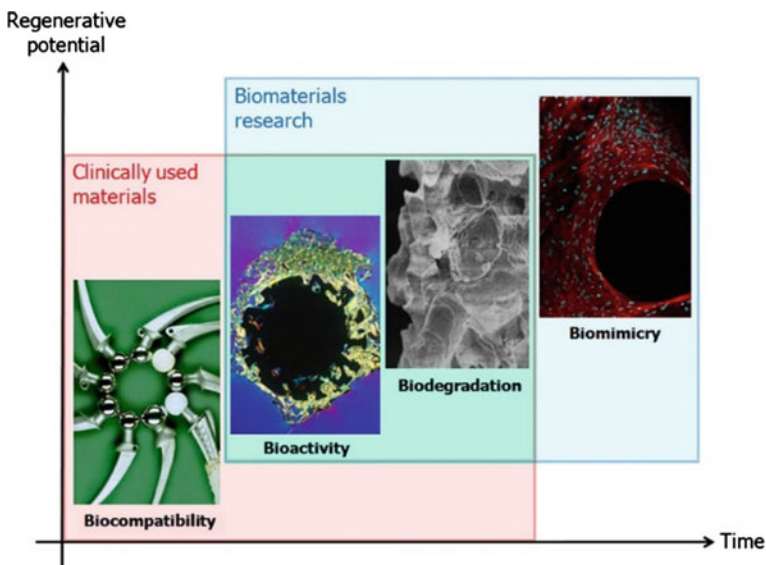 Regenerative
potential
Biomaterials
research
Clinically used
materials
Biomimicry
Biodegradation
Bioactivity
Biocompatibility
Time